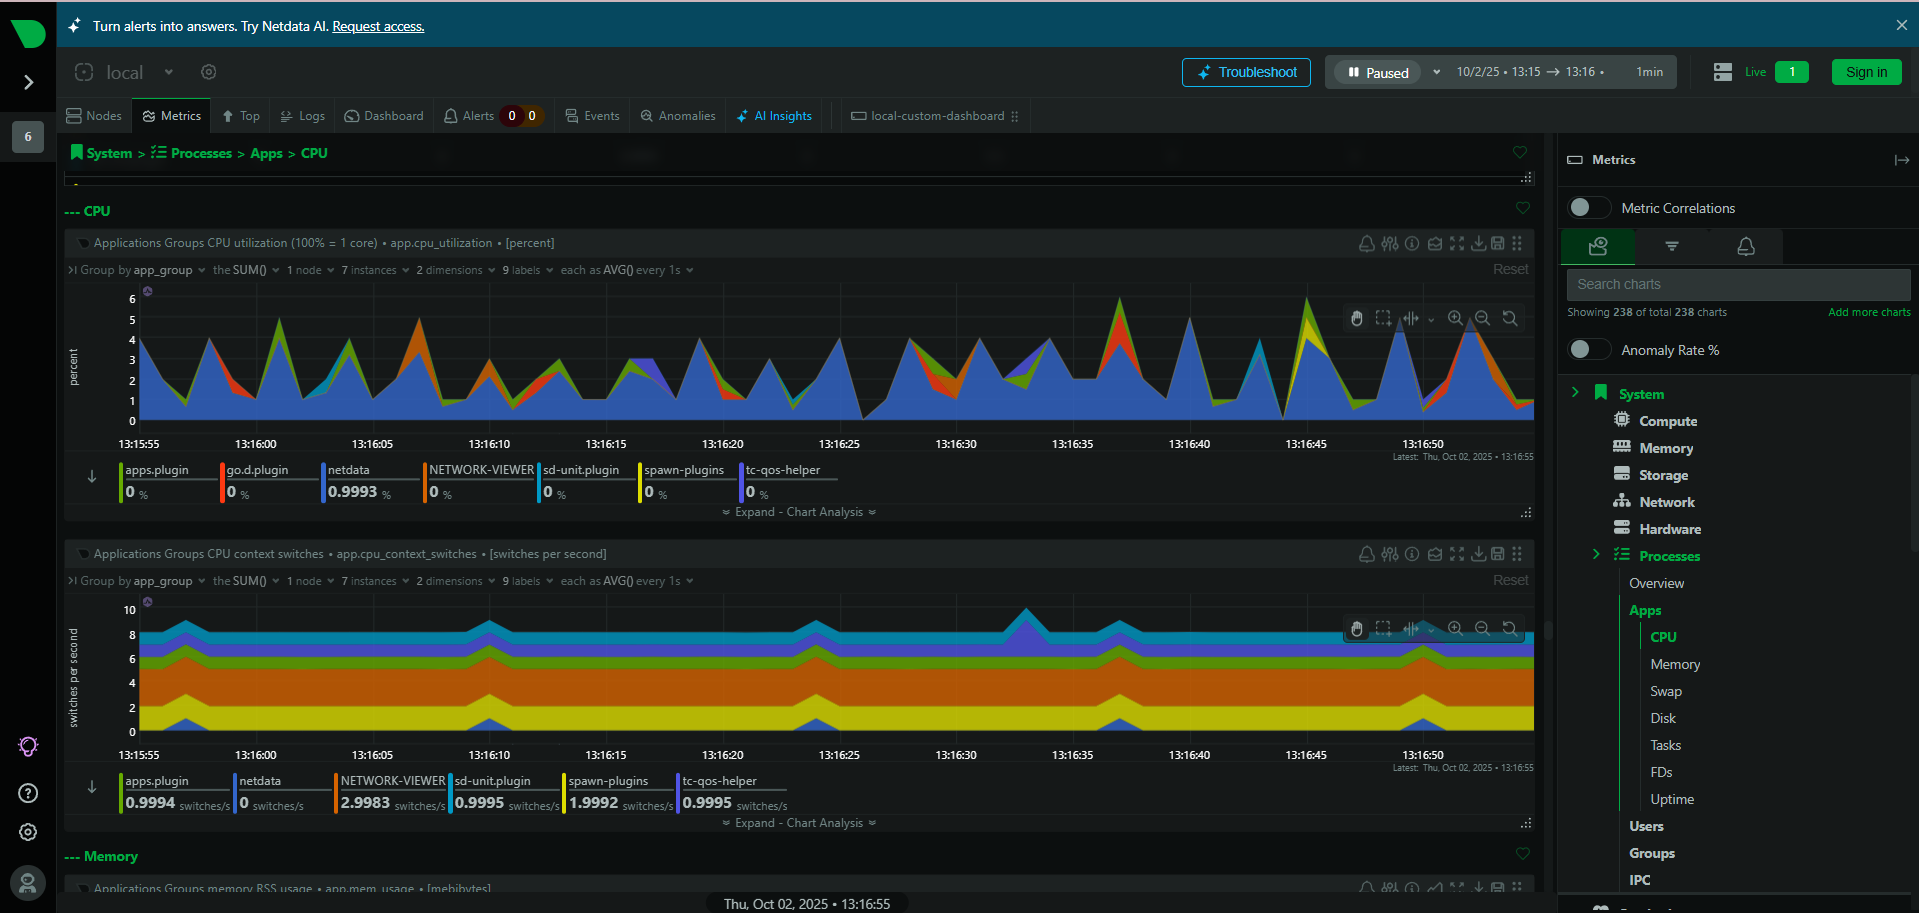 Turn alerts into answers. Try Netdata AI. Request access.
local
Troubleshoot
Paused
10/2/25 • 13:15 → 13:16 •
1min
Live
1
Sign in
6
Nodes
Metrics
Top
Logs
Dashboard
Alerts
0
0
Events
Anomalies
AI Insights
local-custom-dashboard
System > Processes > Apps > CPU
--- CPU
Applications Groups CPU utilization (100% = 1 core) • app.cpu_utilization • [percent]
Group by app_group the SUM() 1 node 7 instances 2 dimensions 9 labels each as AVG() every 1s
Reset
percent
6
5
4
3
2
1
0
13:15:55 13:16:00 13:16:05 13:16:10 13:16:15 13:16:20 13:16:25 13:16:30 13:16:35 13:16:40 13:16:45 13:16:50
Latest: Thu, Oct 02, 2025 • 13:16:55
apps.plugin go.d.plugin netdata NETWORK-VIEWER sd-unit.plugin spawn-plugins tc-qos-helper
0 % 0 % 0.9993 % 0 % 0 % 0 % 0 %
Expand - Chart Analysis
Applications Groups CPU context switches • app.cpu_context_switches • [switches per second]
Group by app_group the SUM() 1 node 7 instances 2 dimensions 9 labels each as AVG() every 1s
Reset
switches per second
10
8
6
4
2
0
13:15:55 13:16:00 13:16:05 13:16:10 13:16:15 13:16:20 13:16:25 13:16:30 13:16:35 13:16:40 13:16:45 13:16:50
Latest: Thu, Oct 02, 2025 • 13:16:55
apps.plugin netdata NETWORK-VIEWER sd-unit.plugin spawn-plugins tc-qos-helper
0.9994 switches/s 0 switches/s 2.9983 switches/s 0.9995 switches/s 1.9992 switches/s 0.9995 switches/s
Expand - Chart Analysis
--- Memory
Applications Groups memory RSS usage • app.mem_usage • [mebibytes]
Thu, Oct 02, 2025 • 13:16:55
Metrics
Metric Correlations
Search charts
Showing 238 of total 238 charts
Add more charts
Anomaly Rate %
System
Compute
Memory
Storage
Network
Hardware
Processes
Overview
Apps
CPU
Memory
Swap
Disk
Tasks
FDs
Uptime
Users
Groups
IPC